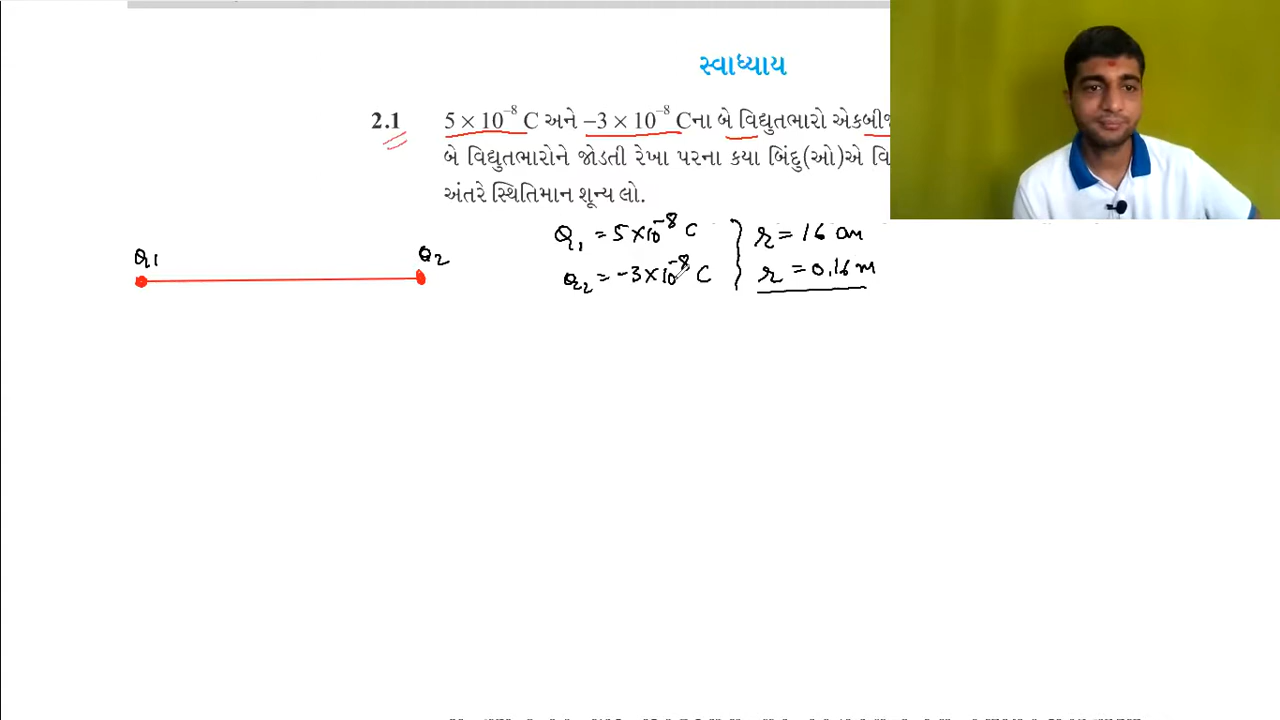 સ્વાધ્યાય
2.1 5 × 10⁻⁸ C અને –3 × 10⁻⁸ Cના બે વિદ્યુતભારો
બે વિદ્યુતભારોને જોડતી રેખા પરના કયા બિંદુ(ઓ)એ
અંતરે સ્થિતિમાન શૂન્ય લો.
Q₁ = 5×10⁻⁸ C r = 16 cm
Q₂ = -3×10⁻⁸ C r = 0.16 m
Q1 Q2